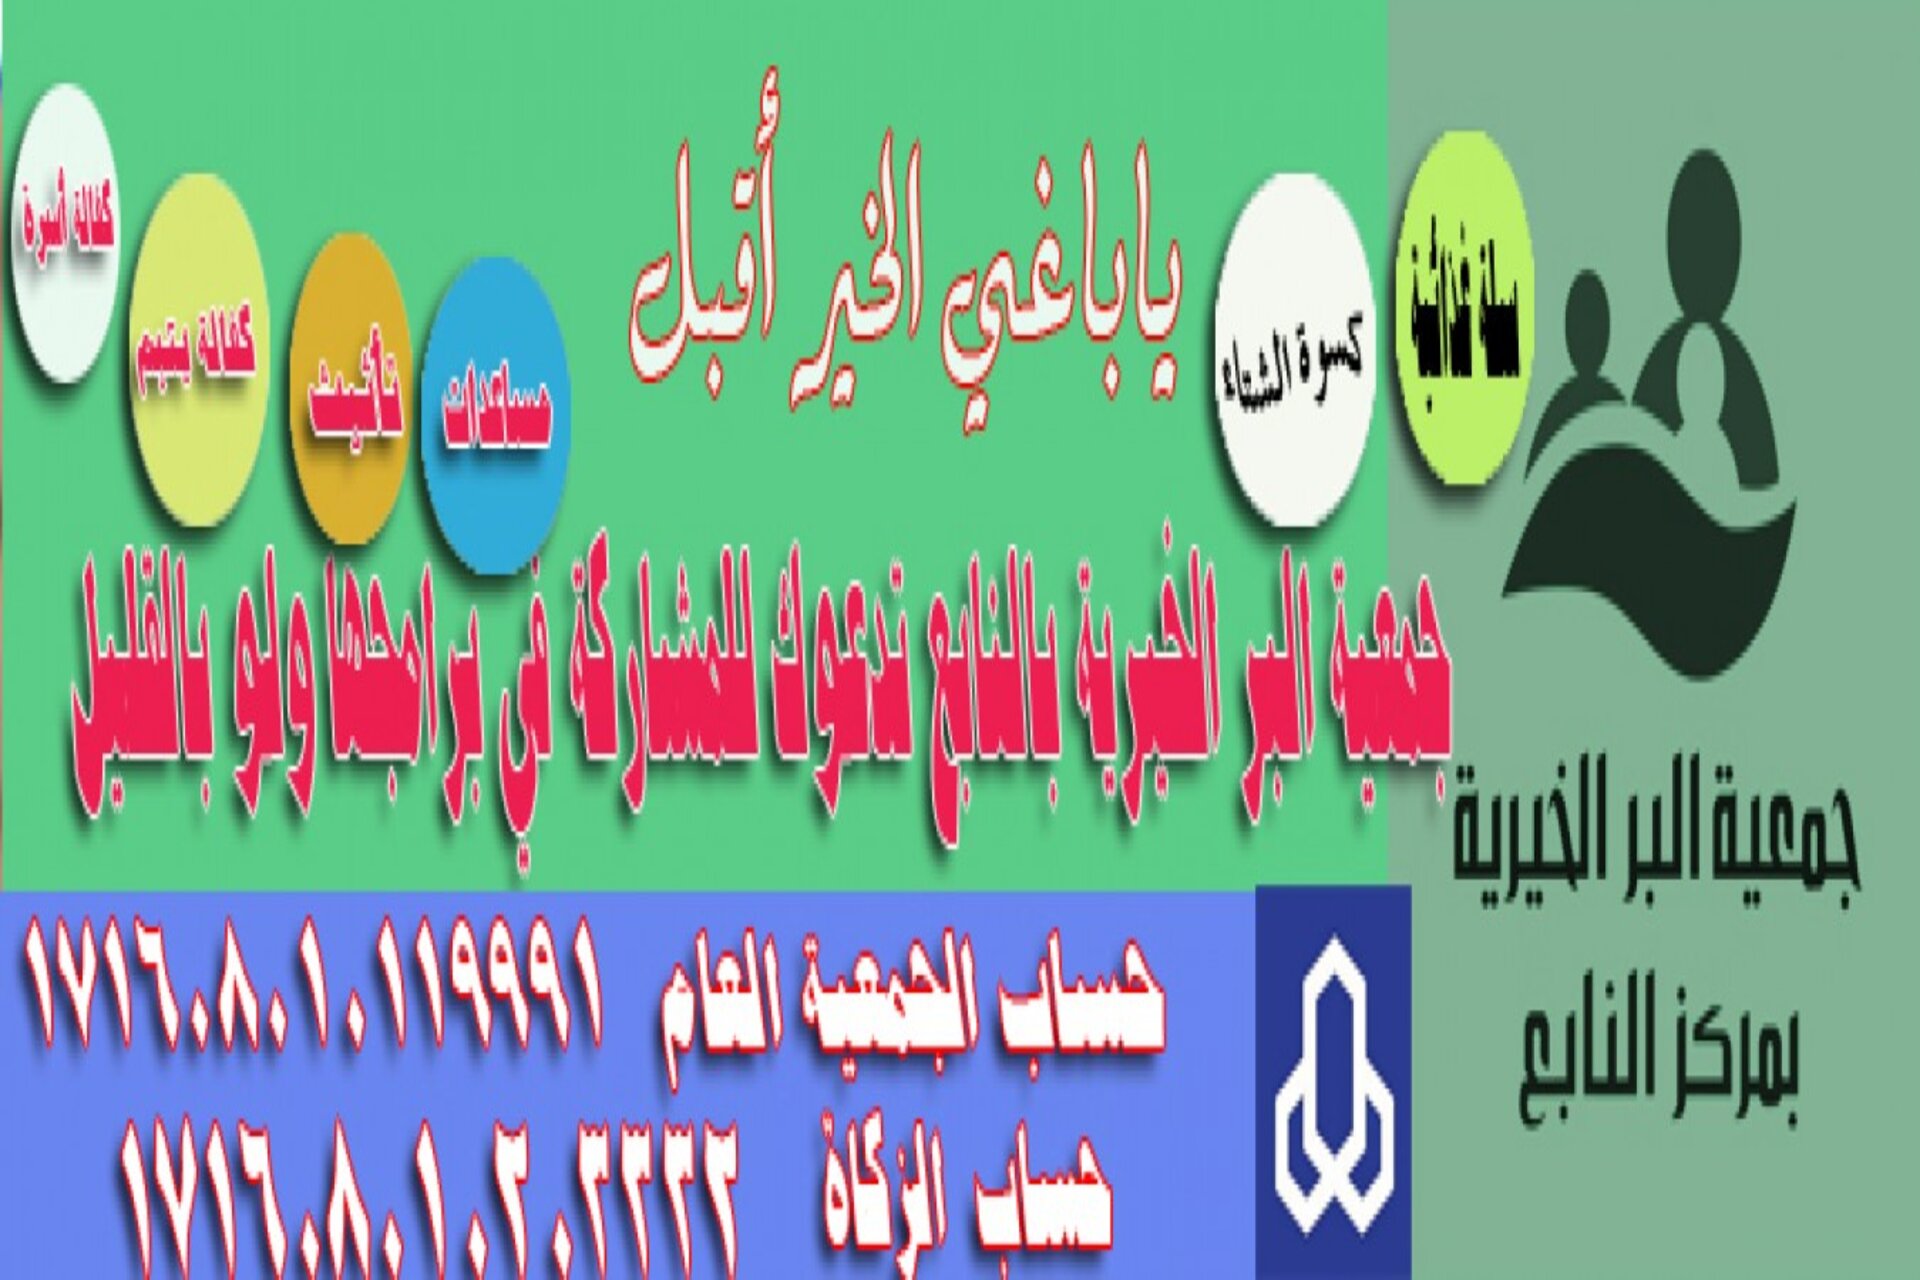 سلة غذائية
كسوة الشتاء
ياباغي الخير أقبل
مساعدات
تأثيث
كفالة يتيم
كفالة أسرة
جمعية البر الخيرية بالنابع تدعوك للمشاركة في برامجها ولو بالقليل
جمعية البر الخيرية
بمركز النابع
حساب الجمعية العام ١٧١٦٠٨٠١٠١١٩٩٩١
حساب الزكاة